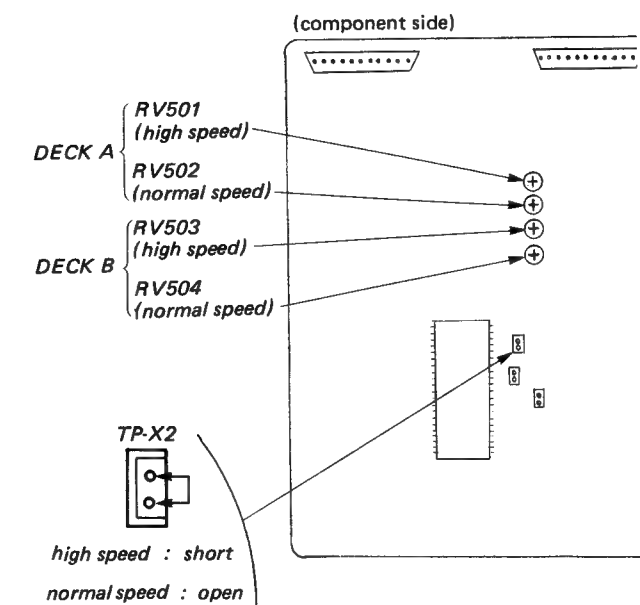 (component side)
RV501
(high speed)
DECK A
RV502
(normal speed)
RV503
(high speed)
DECK B
RV504
(normal speed)
TP-X2
high speed : short
normal speed : open